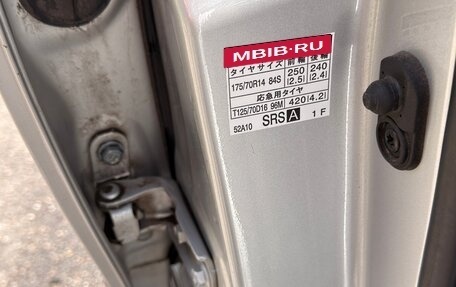 MBIB·RU
タイヤサイズ 前輪 後輪
175/70R14 84S 250 (2.5) 240 (2.4)
応急用タイヤ
T125/70D16 96M 420(4.2)
52A10 SRS A 1 F